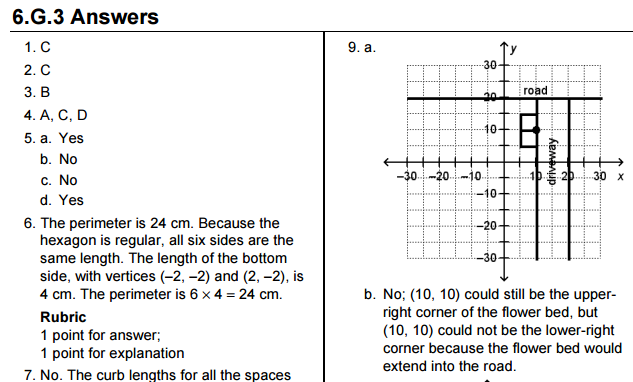 6.G.3 Answers
1. C
2. C
3. B
4. A, C, D
5. a. Yes
b. No
c. No
d. Yes
6. The perimeter is 24 cm. Because the
hexagon is regular, all six sides are the
same length. The length of the bottom
side, with vertices (–2, –2) and (2, –2), is
4 cm. The perimeter is 6 × 4 = 24 cm.
Rubric
1 point for answer;
1 point for explanation
7. No. The curb lengths for all the spaces
9. a.
y
30
road
20
10
driveway
–30 –20 –10 10 20 30 x
–10
–20
–30
b. No; (10, 10) could still be the upper-
right corner of the flower bed, but
(10, 10) could not be the lower-right
corner because the flower bed would
extend into the road.